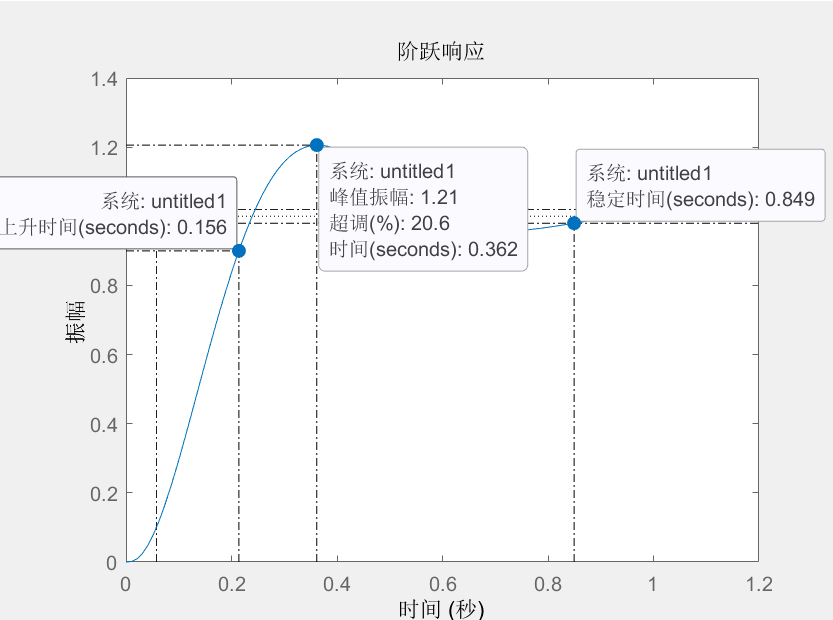 阶跃响应
1.4
1.2
0.8
0.6
0.4
0.2
0
振幅
系统: untitled1
上升时间(seconds): 0.156
系统: untitled1
峰值振幅: 1.21
超调(%): 20.6
时间(seconds): 0.362
系统: untitled1
稳定时间(seconds): 0.849
0
0.2
0.4
0.6
0.8
1
1.2
时间 (秒)